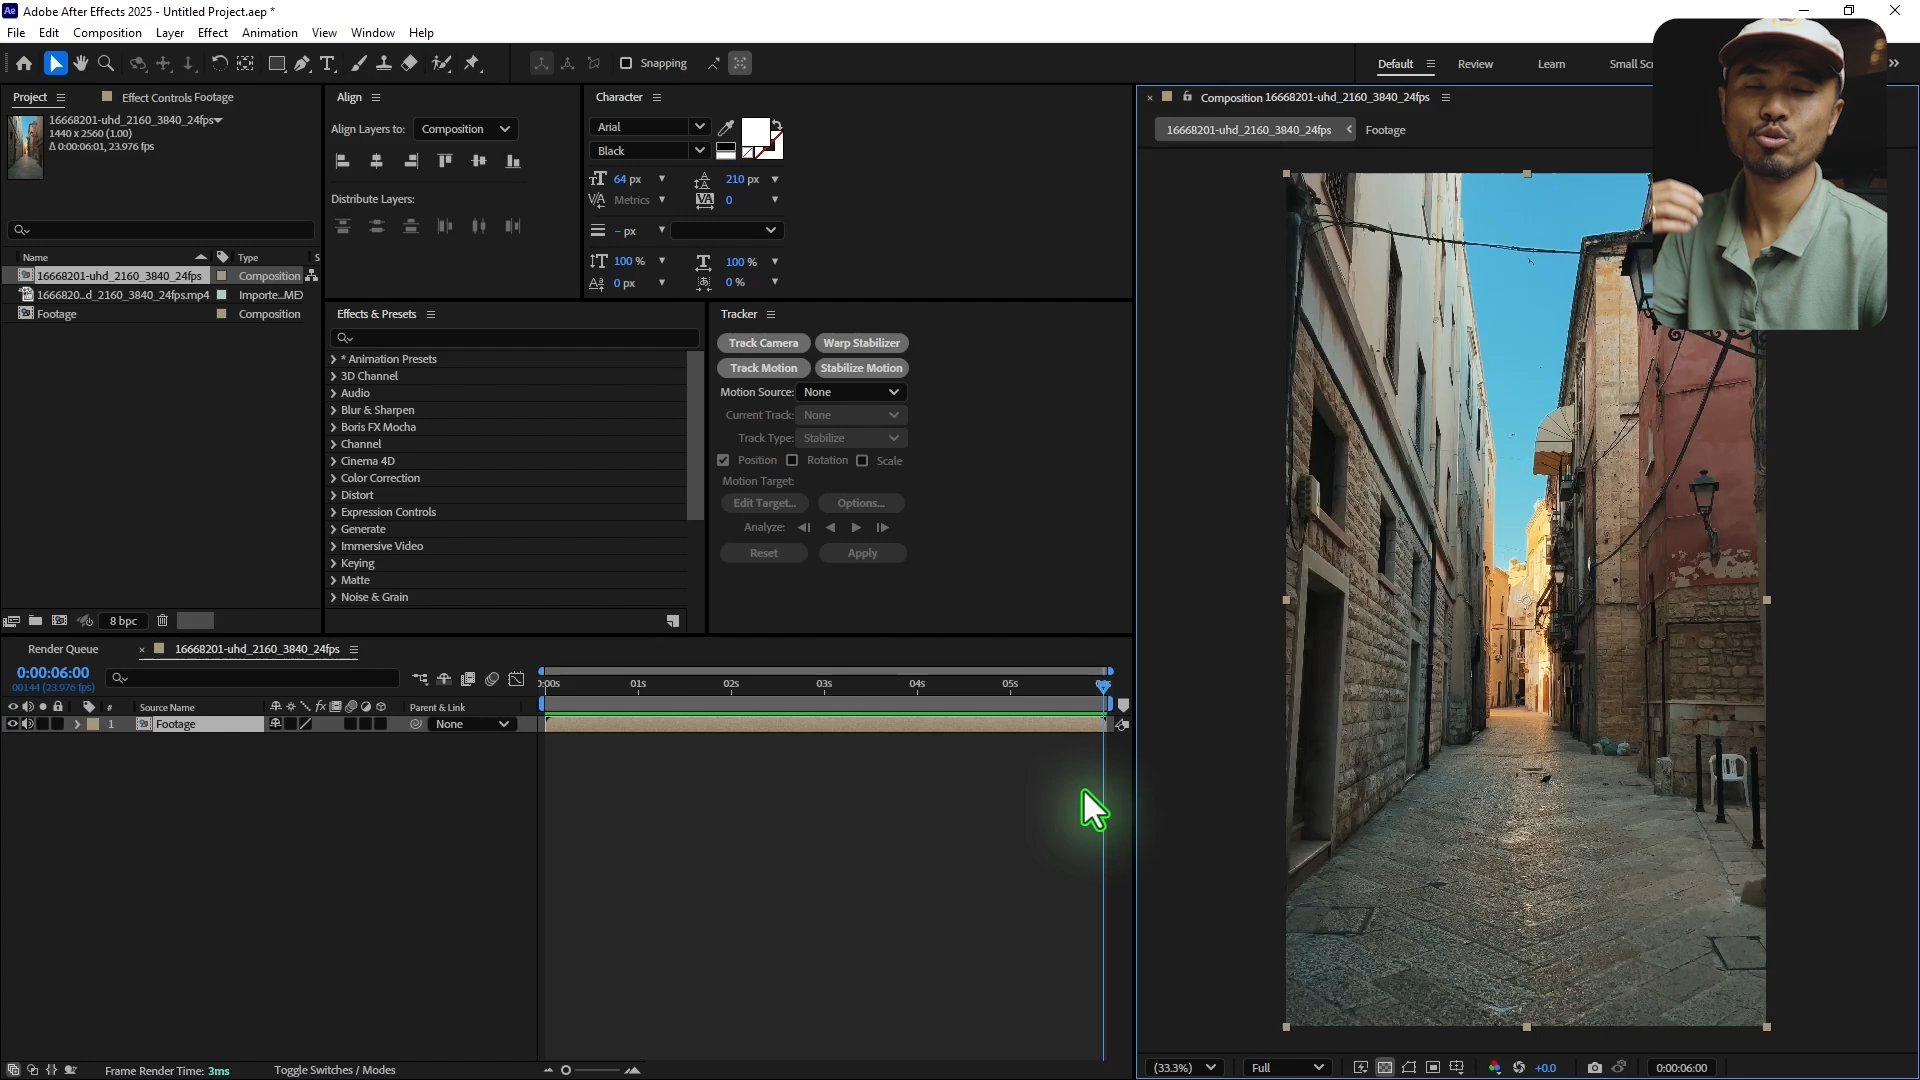 Ae Adobe After Effects 2025 - Untitled Project.aep *
File Edit Composition Layer Effect Animation View Window Help
Snapping
Default Review Learn Small Scr
Project Effect Controls Footage
16668201-uhd_2160_3840_24fps
1440 x 2560 (1.00)
Δ 0:00:06:01, 23.976 fps
Name Type S
16668201-uhd_2160_3840_24fps Composition
1666820...d_2160_3840_24fps.mp4 Importe...MEX
Footage Composition
8 bpc
Align
Align Layers to: Composition
Distribute Layers:
Character
Arial
Black
64 px 210 px
Metrics 0
- px
100 % 100 %
0 px 0 %
Effects & Presets
* Animation Presets
3D Channel
Audio
Blur & Sharpen
Boris FX Mocha
Channel
Cinema 4D
Color Correction
Distort
Expression Controls
Generate
Immersive Video
Keying
Matte
Noise & Grain
Tracker
Track Camera Warp Stabilizer
Track Motion Stabilize Motion
Motion Source: None
Current Track: None
Track Type: Stabilize
Position Rotation Scale
Motion Target:
Edit Target... Options...
Analyze:
Reset Apply
Composition 16668201-uhd_2160_3840_24fps
16668201-uhd_2160_3840_24fps Footage
Render Queue 16668201-uhd_2160_3840_24fps
0:00:06:00
00144 (23.976 fps)
0:00s 01s 02s 03s 04s 05s
# Source Name fx Parent & Link
1 Footage None
Frame Render Time: 3ms Toggle Switches / Modes
(33.3%) Full +0.0 0:00:06:00